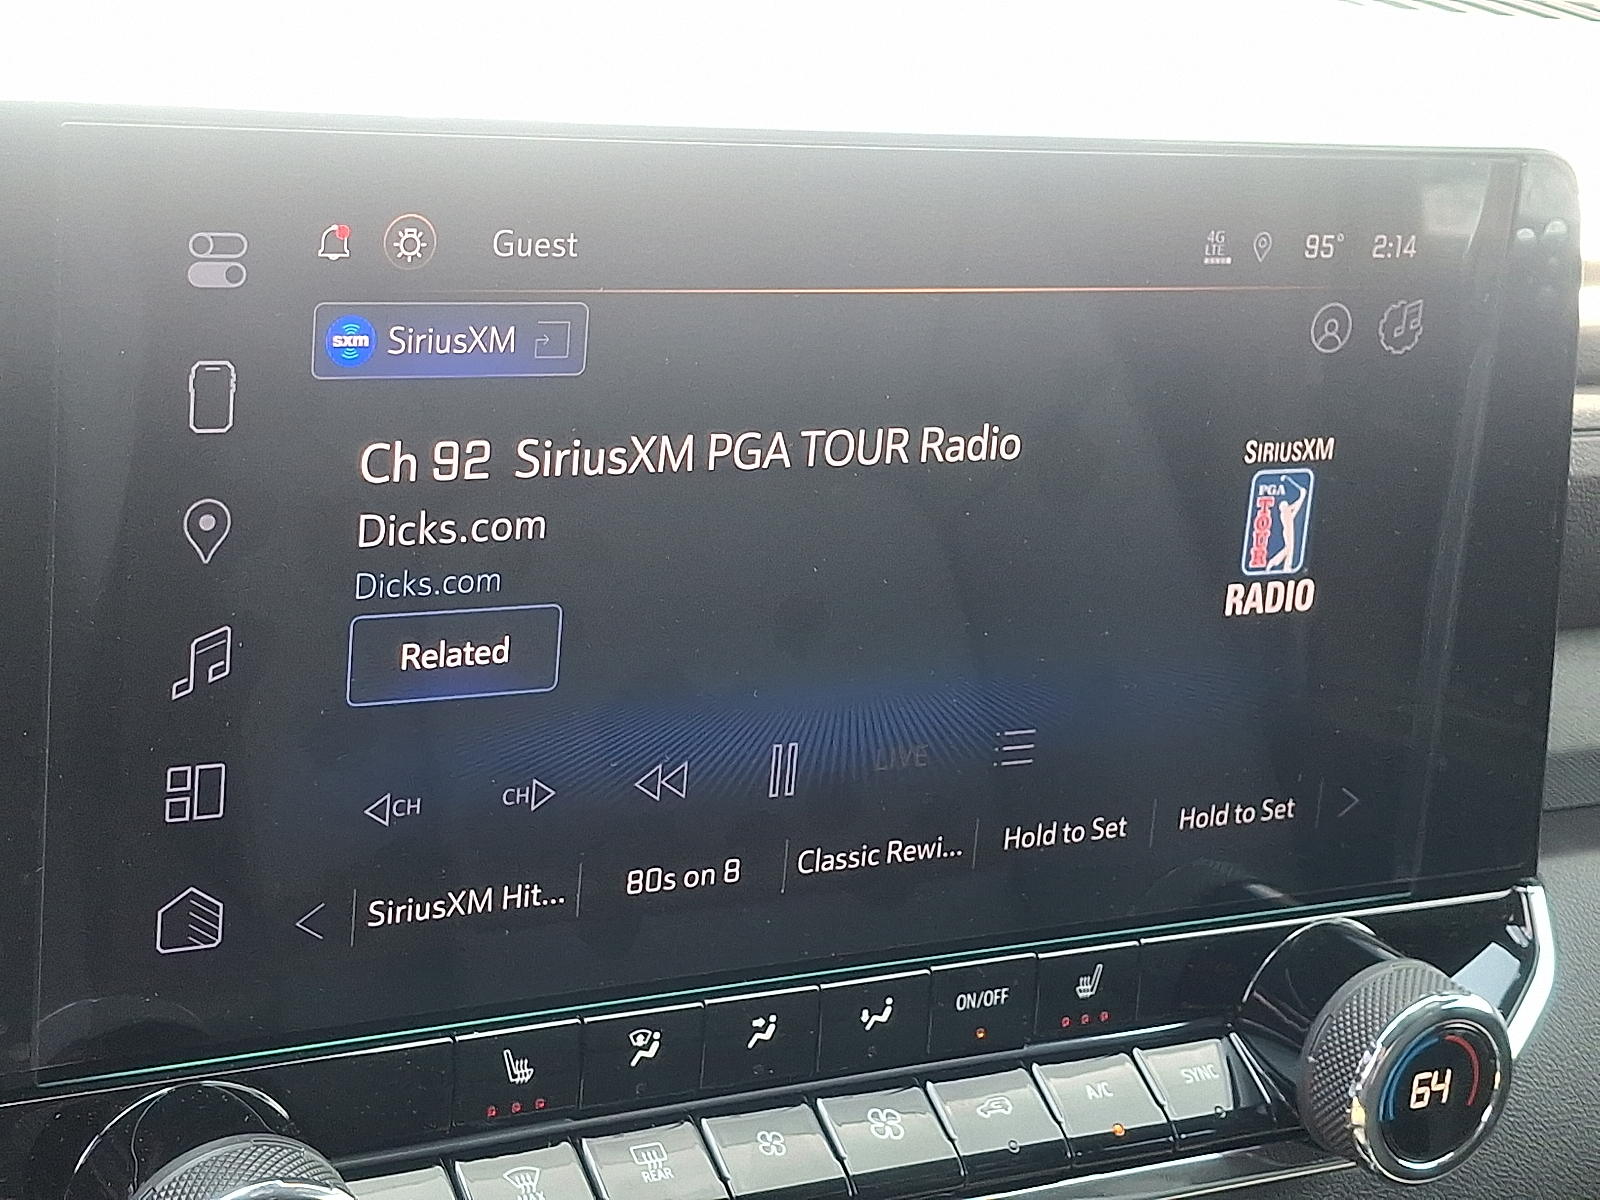 Guest
4G
LTE
95° 2:14
sxm SiriusXM
Ch 92 SiriusXM PGA TOUR Radio
Dicks.com
Dicks.com
Related
SIRIUSXM
PGA
TOUR
RADIO
CH
CH
LIVE
SiriusXM Hit...
80s on 8
Classic Rewi...
Hold to Set
Hold to Set
ON/OFF
MAX
REAR
A/C
SYNC
64